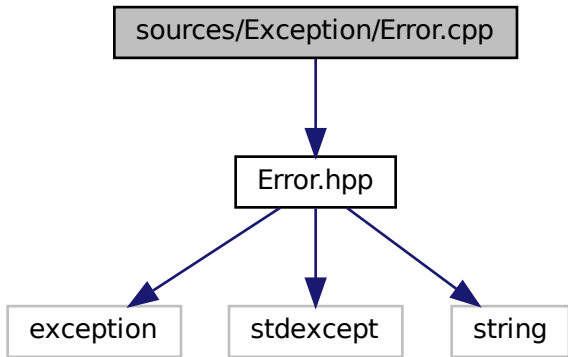 sources/Exception/Error.cpp
Error.hpp
exception
stdexcept
string